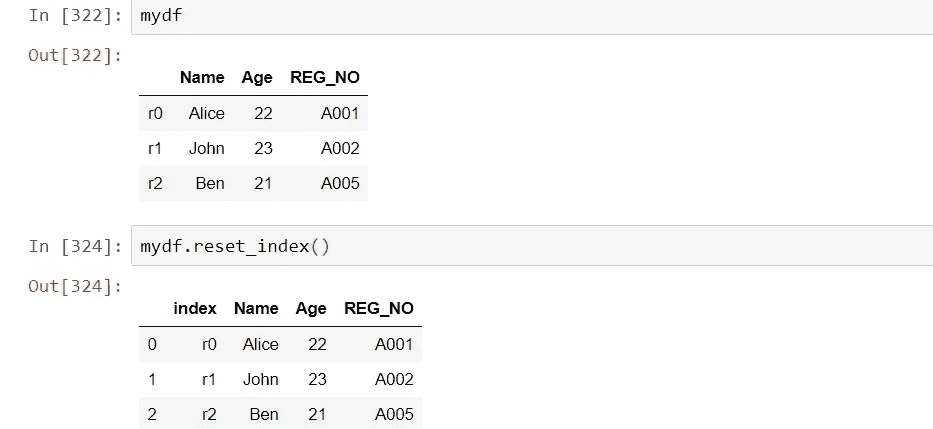 In [322]: mydf
Out[322]:
Name Age REG_NO
r0 Alice 22 A001
r1 John 23 A002
r2 Ben 21 A005
In [324]: mydf.reset_index()
Out[324]:
index Name Age REG_NO
0 r0 Alice 22 A001
1 r1 John 23 A002
2 r2 Ben 21 A005